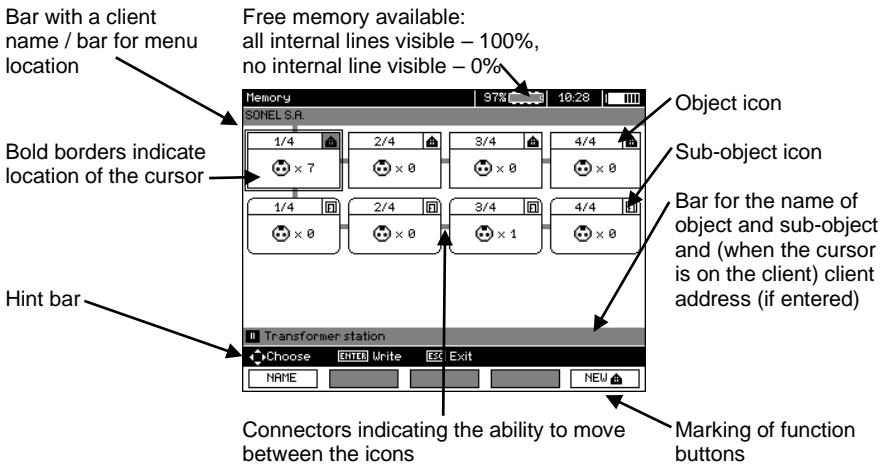 Bar with a client
name / bar for menu
location
Free memory available:
all internal lines visible – 100%,
no internal line visible – 0%
Memory 97% 10:28
SONEL S.A.
1/4 2/4 3/4 4/4
× 7 × 0 × 0 × 0
1/4 2/4 3/4 4/4
× 0 × 0 × 1 × 0
Transformer station
Choose ENTER Write ESC Exit
NAME NEW
Bold borders indicate
location of the cursor
Hint bar
Object icon
Sub-object icon
Bar for the name of
object and sub-object
and (when the cursor
is on the client) client
address (if entered)
Connectors indicating the ability to move
between the icons
Marking of function
buttons